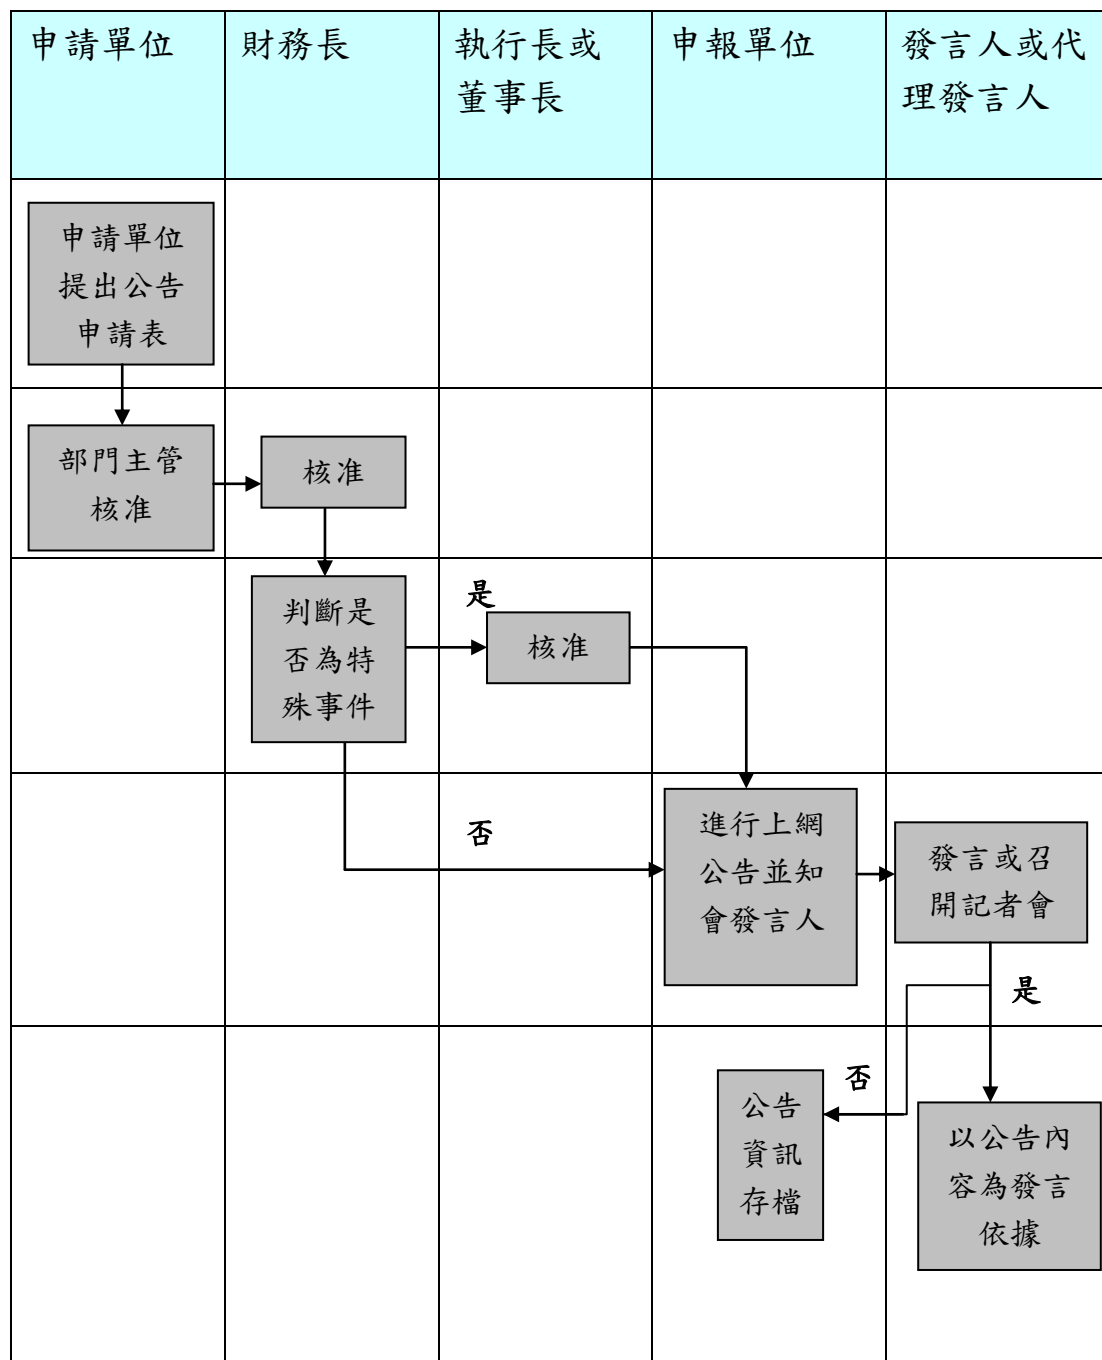 申請單位
財務長
執行長或
董事長
申報單位
發言人或代
理發言人
申請單位
提出公告
申請表
部門主管
核准
核准
判斷是
否為特
殊事件
是
核准
否
進行上網
公告並知
會發言人
發言或召
開記者會
是
否
公告
資訊
存檔
以公告內
容為發言
依據